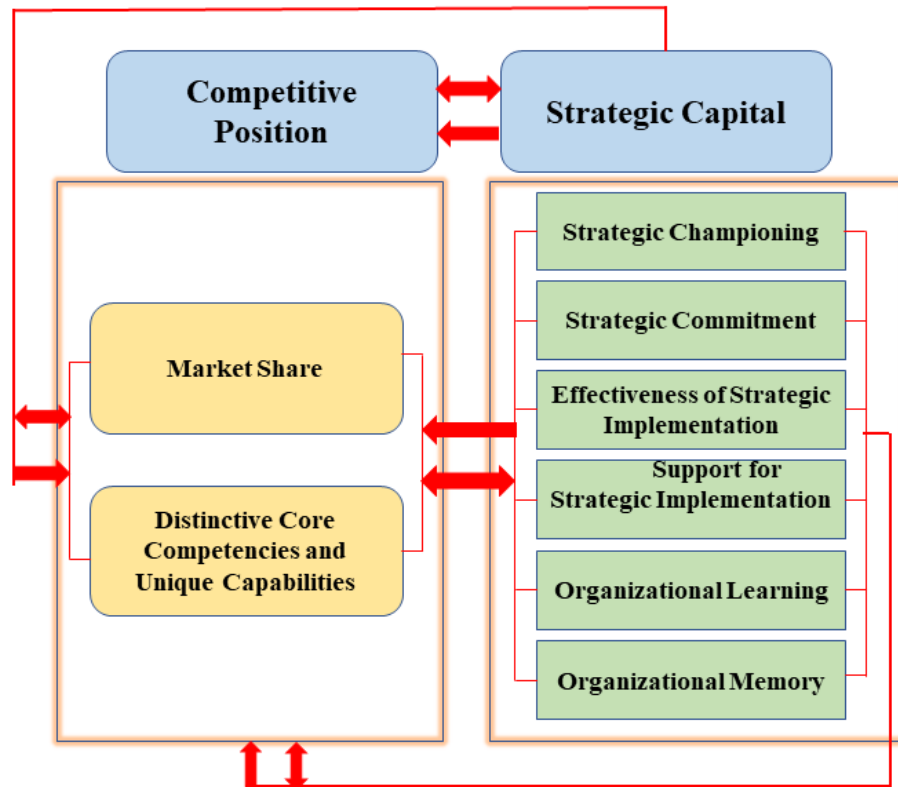 Competitive
Position
Strategic Capital
Strategic Championing
Strategic Commitment
Effectiveness of Strategic
Implementation
Support for
Strategic Implementation
Organizational Learning
Organizational Memory
Market Share
Distinctive Core
Competencies and
Unique Capabilities